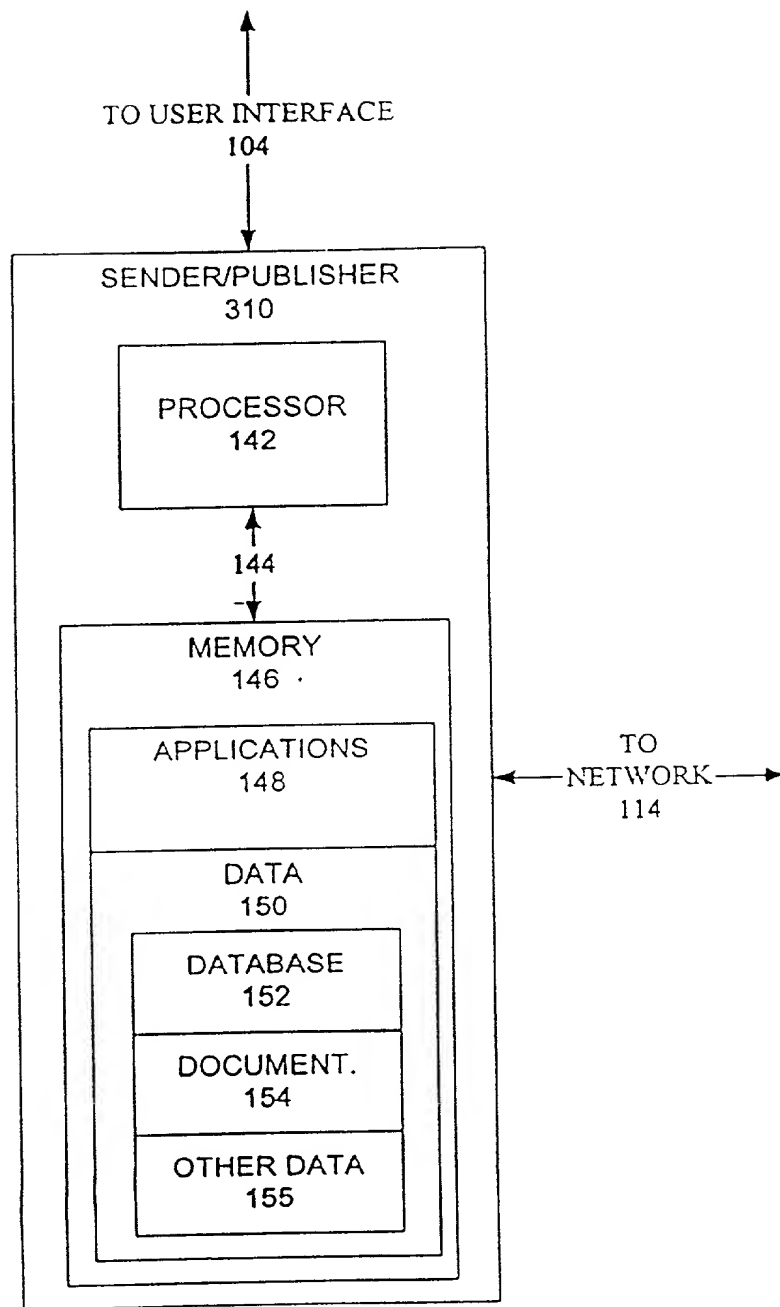 TO USER INTERFACE
104
SENDER/PUBLISHER
310
PROCESSOR
142
144
MEMORY
146
APPLICATIONS
148
TO
NETWORK
114
DATA
150
DATABASE
152
DOCUMENT.
154
OTHER DATA
155